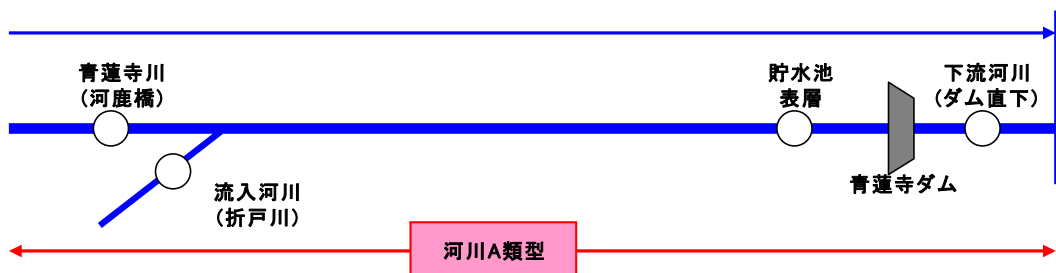 青蓮寺川
(河鹿橋)
流入河川
(折戸川)
貯水池
表層
青蓮寺ダム
下流河川
(ダム直下)
河川A類型